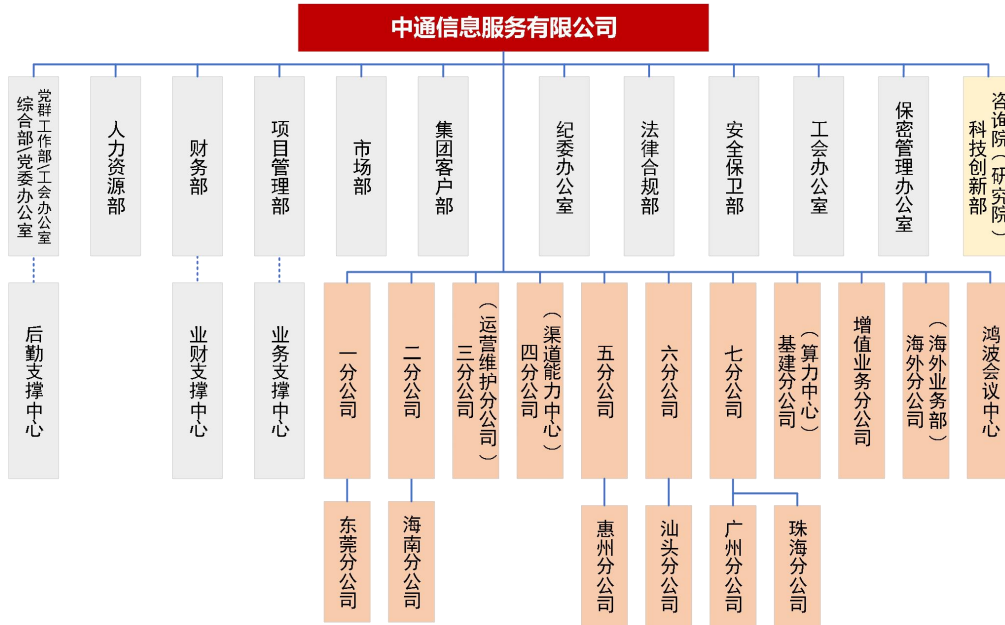 中通信息服务有限公司
综合部\党委办公室
党群工作部\工会办公室
人力资源部
财务部
项目管理部
市场部
集团客户部
纪委办公室
法律合规部
安全保卫部
工会办公室
保密管理办公室
科技创新部
咨询院（研究院）
后勤支撑中心
业财支撑中心
业务支撑中心
一分公司
二分公司
三分公司
（运营维护分公司）
四分公司
（渠道能力中心）
五分公司
六分公司
七分公司
基建分公司
（算力中心）
增值业务分公司
海外分公司
（海外业务部）
鸿波会议中心
东莞分公司
海南分公司
惠州分公司
汕头分公司
广州分公司
珠海分公司